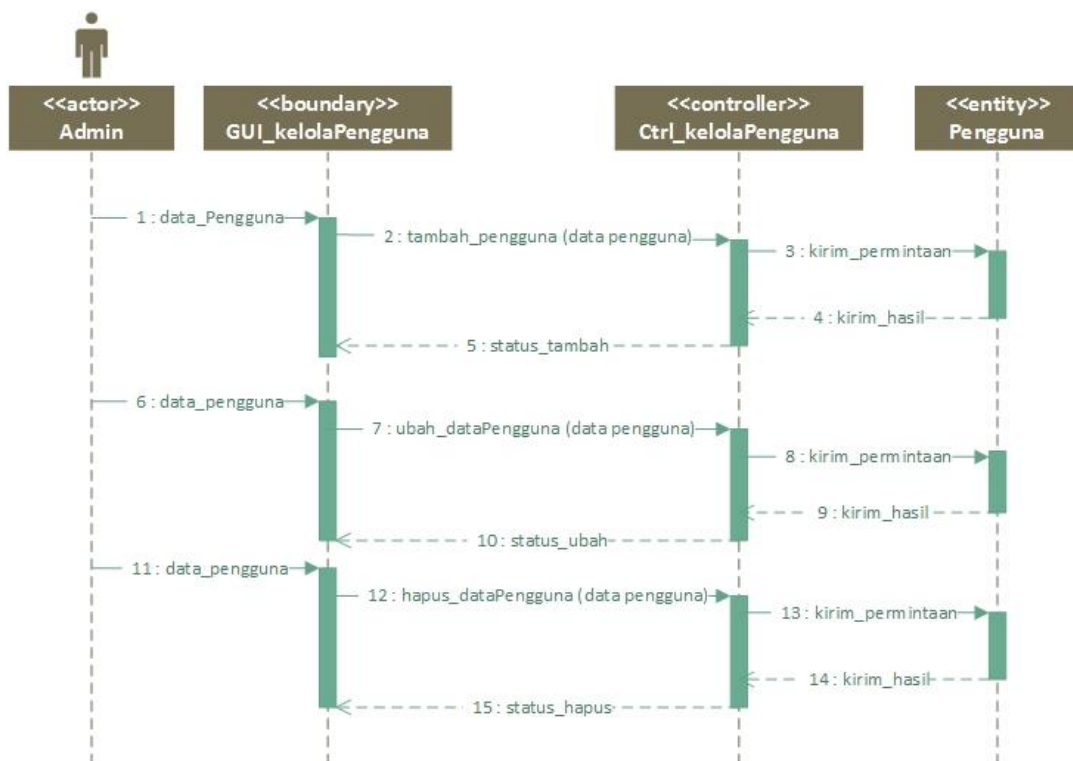 <<actor>>
Admin
<<boundary>>
GUI_kelolaPengguna
<<controller>>
Ctrl_kelolaPengguna
<<entity>>
Pengguna
1 : data_Pengguna
2 : tambah_pengguna (data pengguna)
3 : kirim_permintaan
4 : kirim_hasil
5 : status_tambah
6 : data_pengguna
7 : ubah_dataPengguna (data pengguna)
8 : kirim_permintaan
9 : kirim_hasil
10 : status_ubah
11 : data_pengguna
12 : hapus_dataPengguna (data pengguna)
13 : kirim_permintaan
14 : kirim_hasil
15 : status_hapus